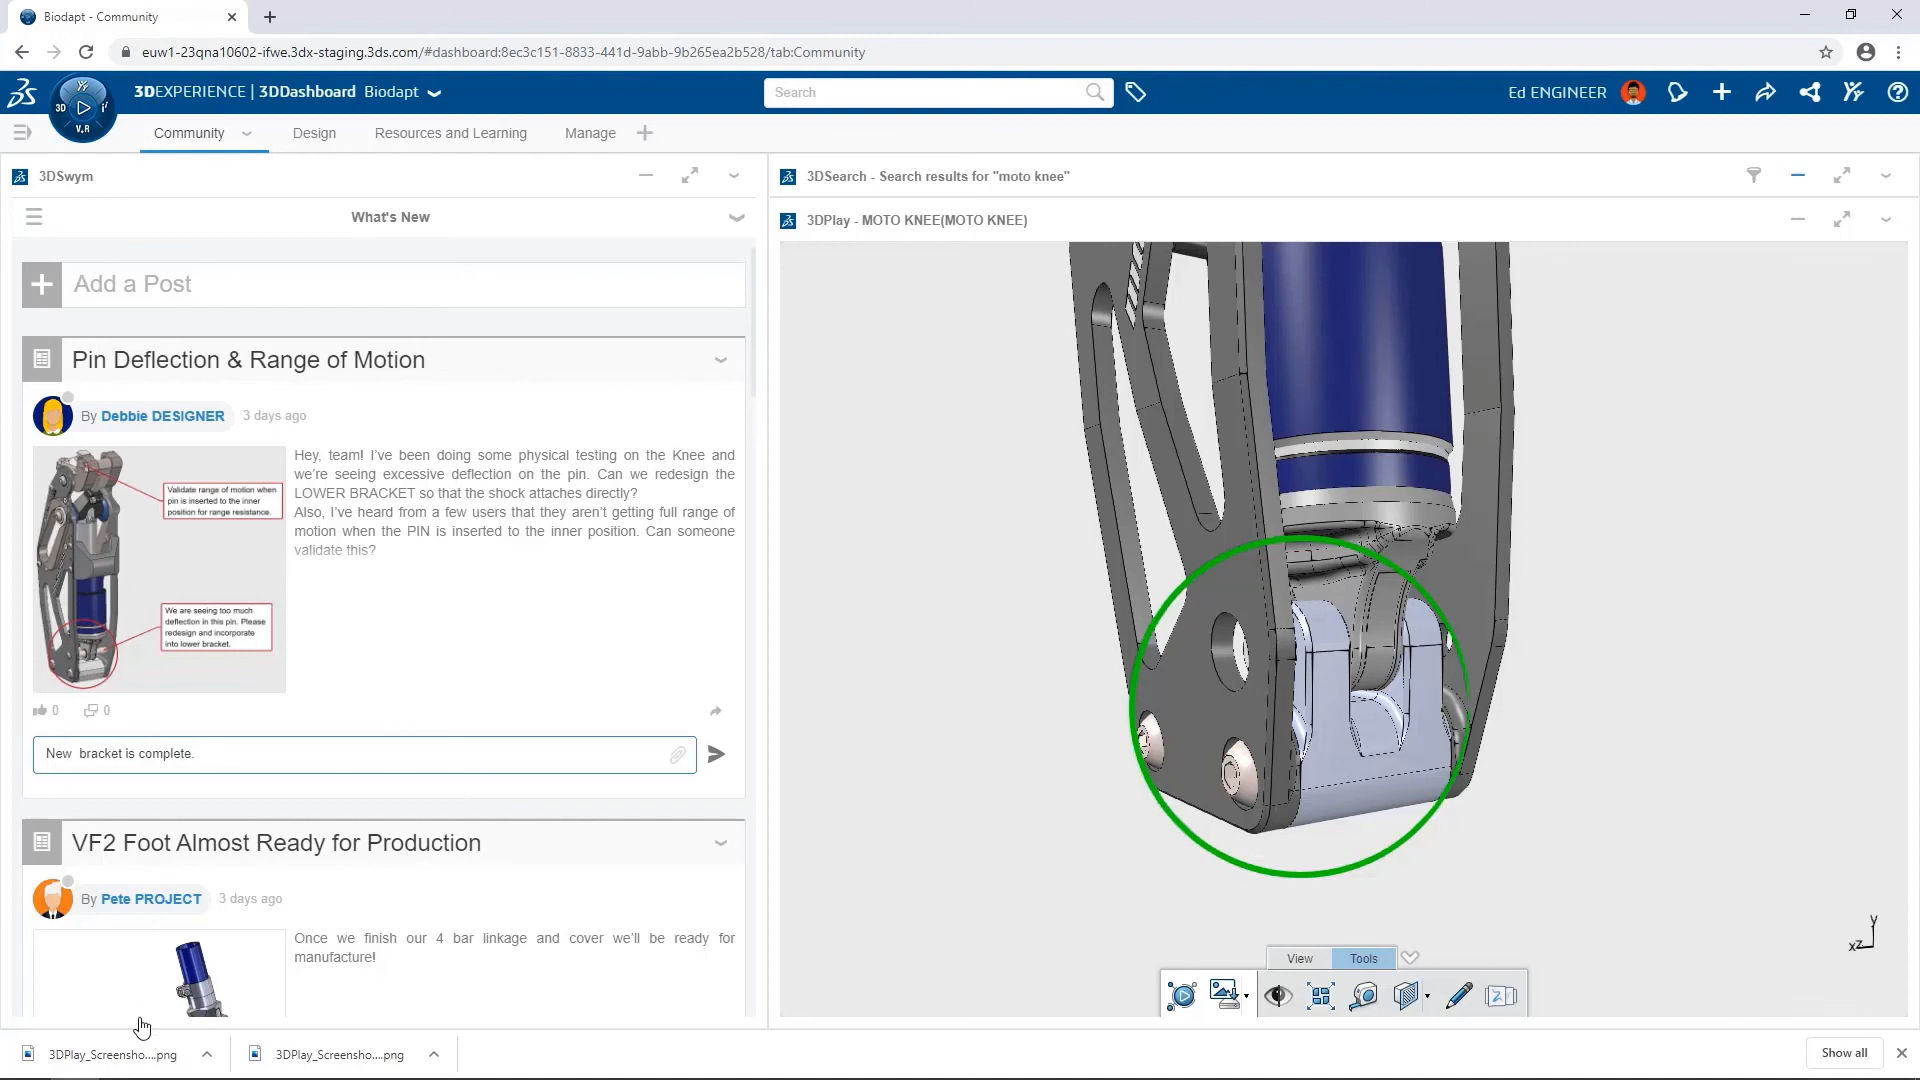 Biodapt - Community
euw1-23qna10602-ifwe.3dx-staging.3ds.com/#dashboard:8ec3c151-8833-441d-9abb-9b265ea2b528/tab:Community
3D
V.R
3DEXPERIENCE | 3DDashboard Biodapt
Search
Ed ENGINEER
Community
Design
Resources and Learning
Manage
3DSwym
3DSearch - Search results for "moto knee"
What's New
3DPlay - MOTO KNEE(MOTO KNEE)
Add a Post
Pin Deflection & Range of Motion
By Debbie DESIGNER 3 days ago
Hey, team! I've been doing some physical testing on the Knee and
we're seeing excessive deflection on the pin. Can we redesign the
LOWER BRACKET so that the shock attaches directly?
Also, I've heard from a few users that they aren't getting full range of
motion when the PIN is inserted to the inner position. Can someone
validate this?
Validate range of motion when
pin is inserted to the inner
position for range resistance.
We are seeing too much
deflection in this pin. Please
redesign and incorporate
into lower bracket.
0
0
New  bracket is complete.
VF2 Foot Almost Ready for Production
By Pete PROJECT 3 days ago
Once we finish our 4 bar linkage and cover we'll be ready for
manufacture!
y
xz
View
Tools
3DPlay_Screensho....png
3DPlay_Screensho....png
Show all